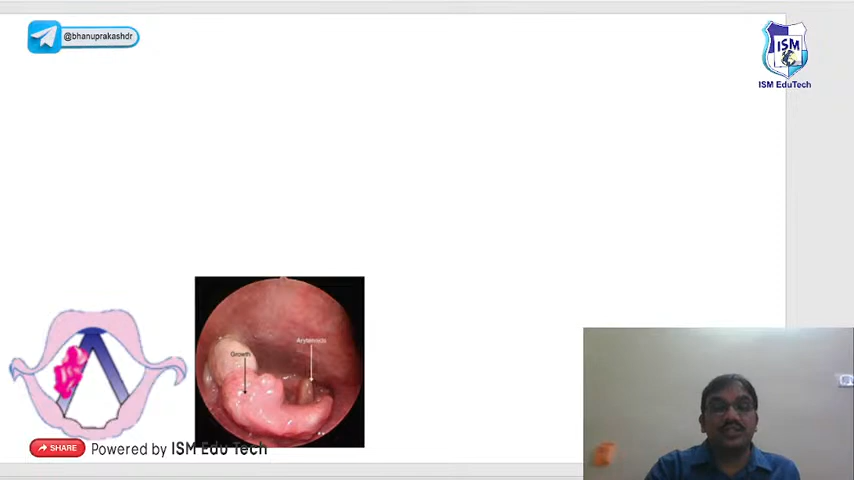 @bhanuprakashdr
ISM
ISM EduTech
Arytenoids
Growth
SHARE
Powered by ISM Edu Tech